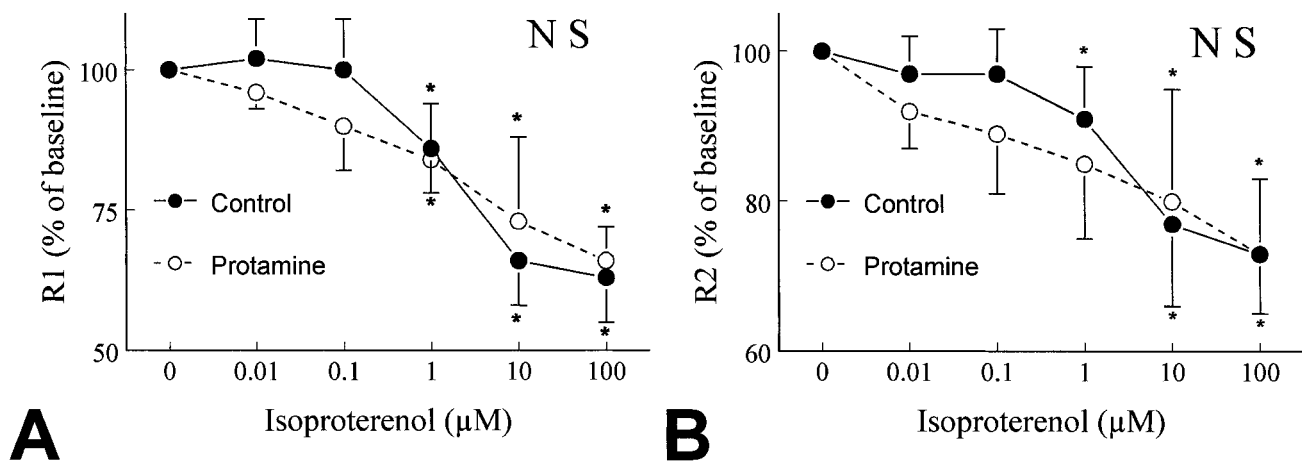 N S
R1 (% of baseline)
100
75
50
*
*
*
*
*
*
Control
Protamine
0 0.01 0.1 1 10 100
Isoproterenol (µM)
A
N S
R2 (% of baseline)
100
80
60
*
*
*
*
*
Control
Protamine
0 0.01 0.1 1 10 100
Isoproterenol (µM)
B